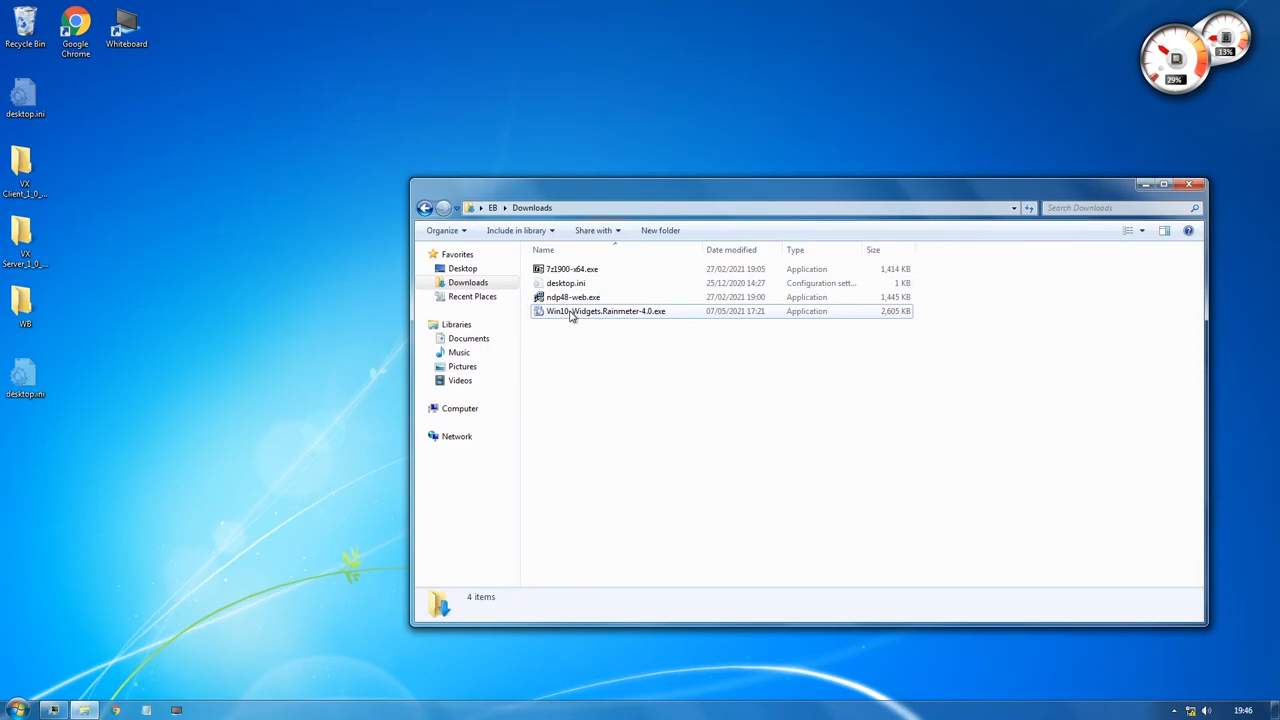 Recycle Bin
Google
Chrome
Whiteboard
desktop.ini
VX
Client_1_0_...
VX
Server_1_0_...
WB
desktop.ini
29%
13%
EB
Downloads
Search Downloads
Organize
Include in library
Share with
New folder
Favorites
Desktop
Downloads
Recent Places
Libraries
Documents
Music
Pictures
Videos
Computer
Network
Name Date modified Type Size
7z1900-x64.exe 27/02/2021 19:05 Application 1,414 KB
desktop.ini 25/12/2020 14:27 Configuration sett... 1 KB
ndp48-web.exe 27/02/2021 19:00 Application 1,445 KB
Win10-Widgets.Rainmeter-4.0.exe 07/05/2021 17:21 Application 2,605 KB
4 items
19:46